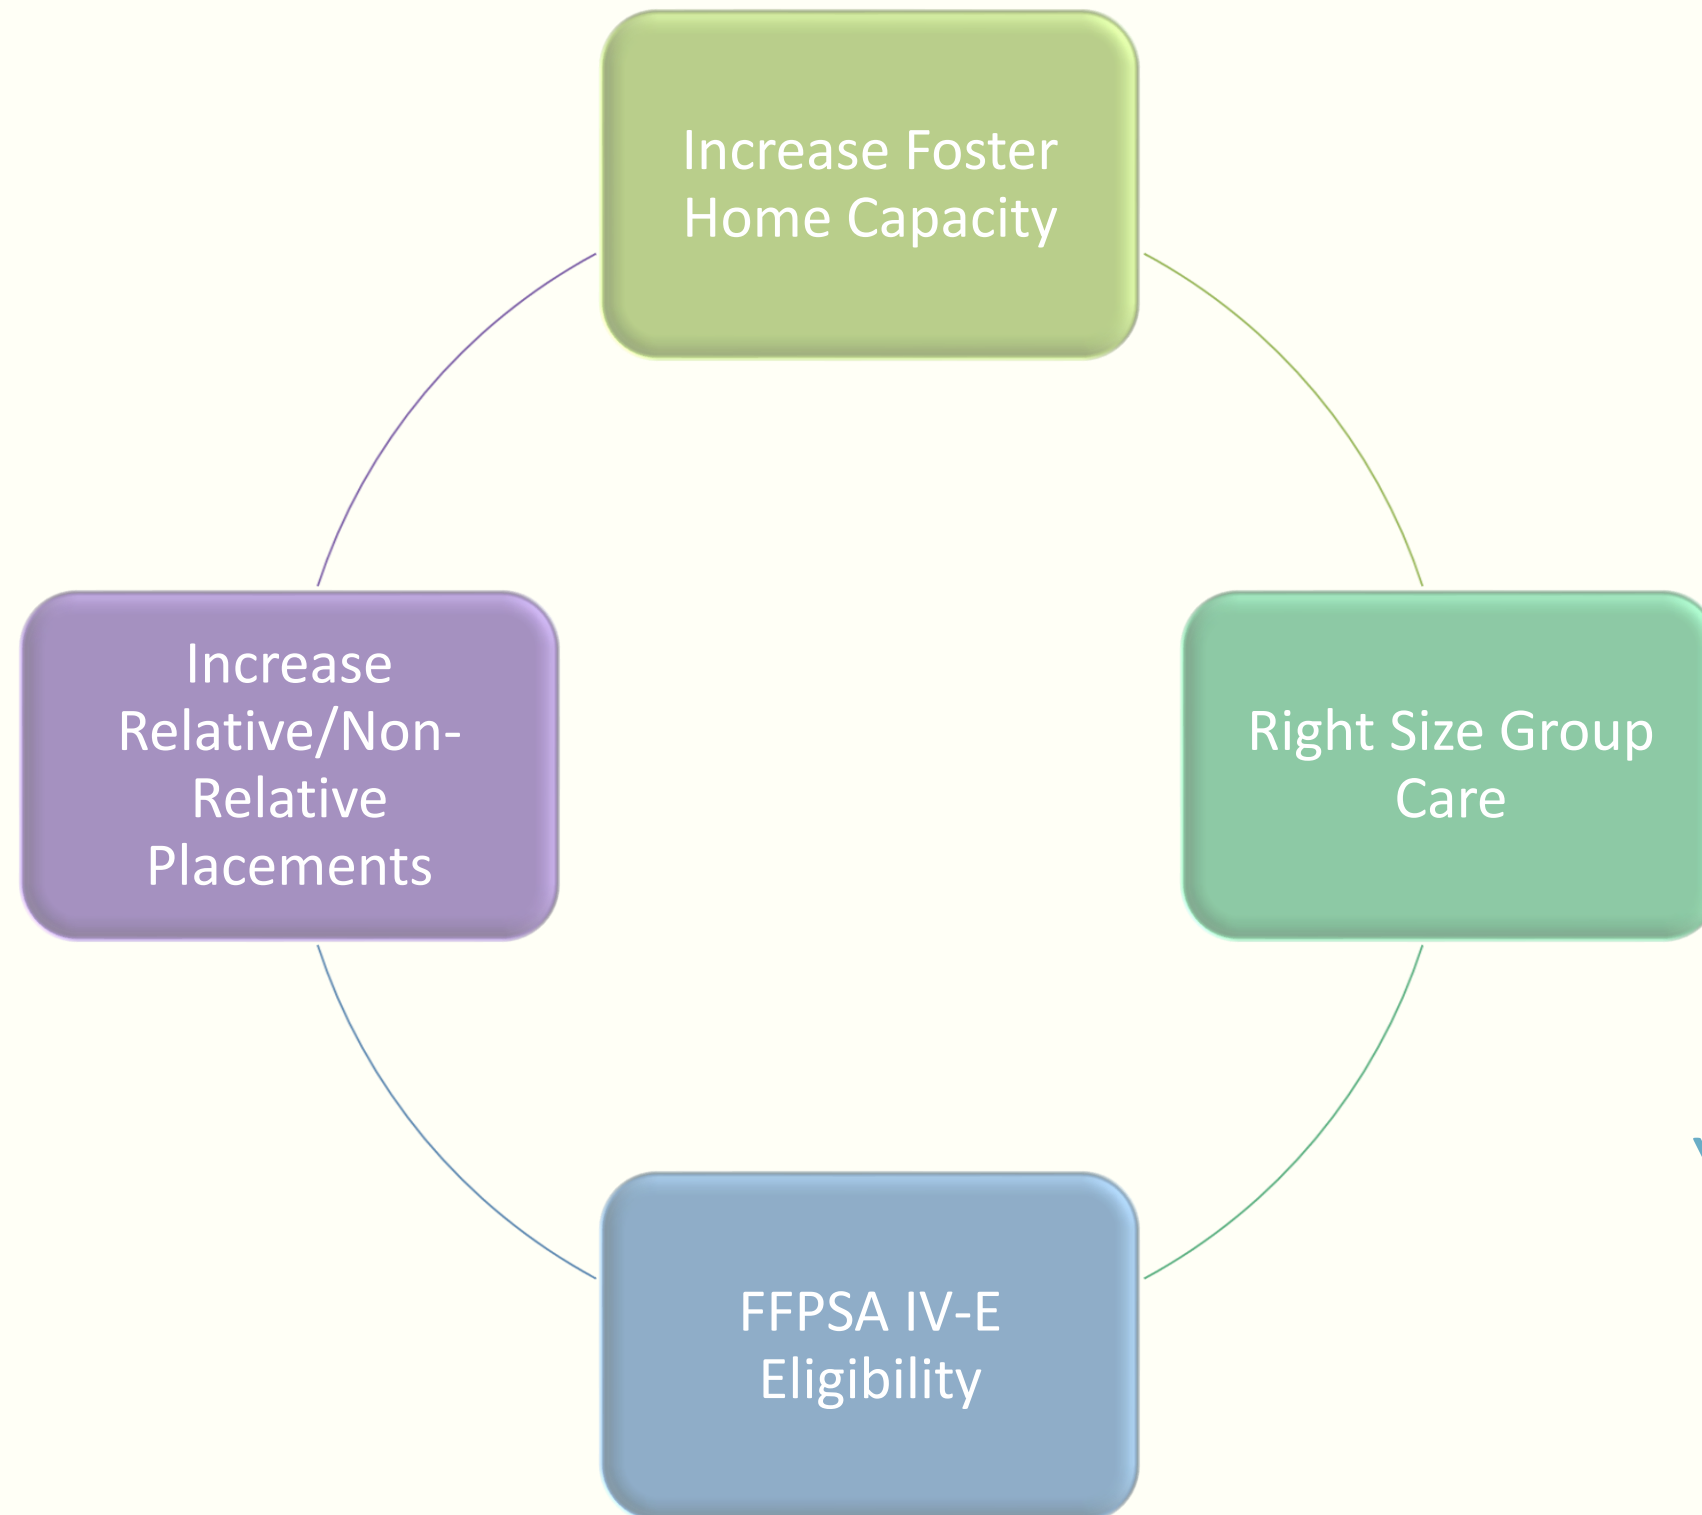 Increase Foster
Home Capacity
Right Size Group
Care
FFPSA IV-E
Eligibility
Increase
Relative/Non-
Relative
Placements